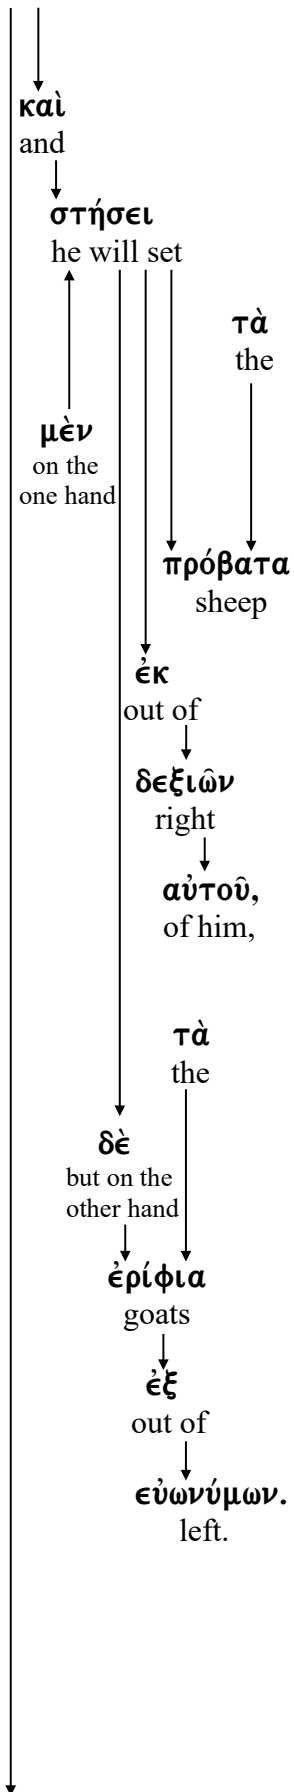 καὶ
and
στήσει
he will set
τὰ
the
μὲν
on the
one hand
πρόβατα
sheep
ἐκ
out of
δεξιῶν
right
αὐτοῦ,
of him,
τὰ
the
δὲ
but on the
other hand
ἐρίφια
goats
ἐξ
out of
εὐωνύμων.
left.